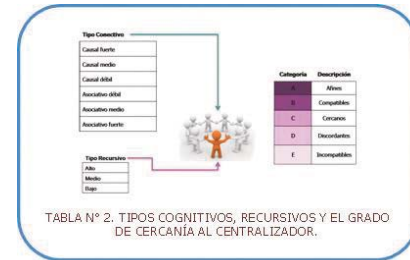 Tipo Conectivo
Causal fuerte
Causal medio
Causal débil
Asociativo débil
Asociativo medio
Asociativo fuerte
Tipo Recursivo
Alto
Medio
Bajo
Categoría Descripción
A Afines
B Compatibles
C Cercanos
D Discordantes
E Incompatibles
TABLA N° 2. TIPOS COGNITIVOS, RECURSIVOS Y EL GRADO
DE CERCANÍA AL CENTRALIZADOR.